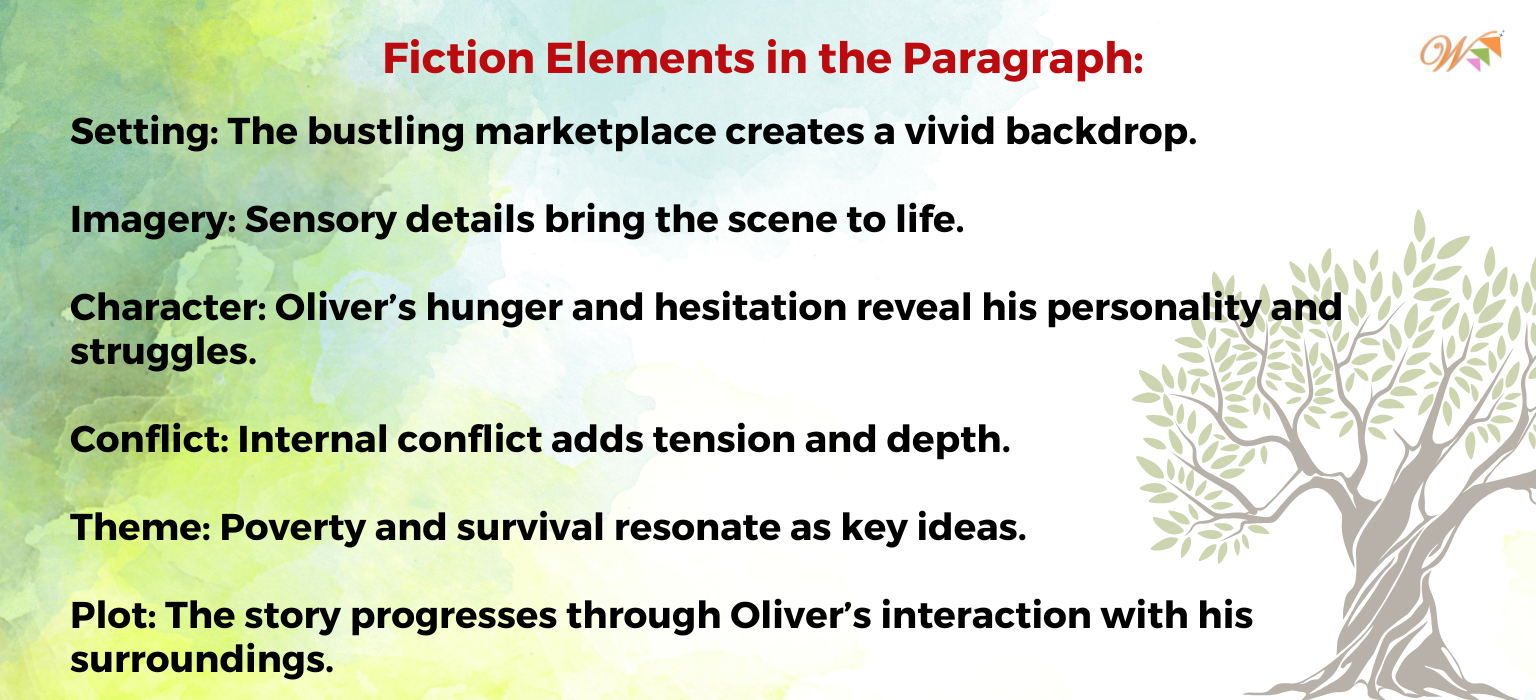 Fiction Elements in the Paragraph:
W
Setting: The bustling marketplace creates a vivid backdrop.
Imagery: Sensory details bring the scene to life.
Character: Oliver’s hunger and hesitation reveal his personality and
struggles.
Conflict: Internal conflict adds tension and depth.
Theme: Poverty and survival resonate as key ideas.
Plot: The story progresses through Oliver’s interaction with his
surroundings.